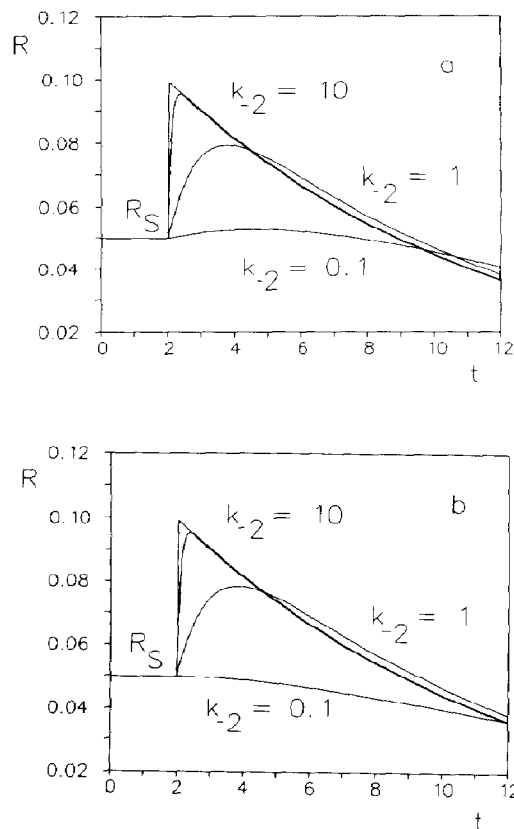 R
0.12
a
0.10
k-2 = 10
0.08
k-2 = 1
0.06
RS
0.04
k-2 = 0.1
0.02
0 2 4 6 8 10 12
t
0.12
R
b
0.10
k-2 = 10
0.08
k-2 = 1
0.06
RS
0.04
k-2 = 0.1
0.02
0 2 4 6 8 10 12
t